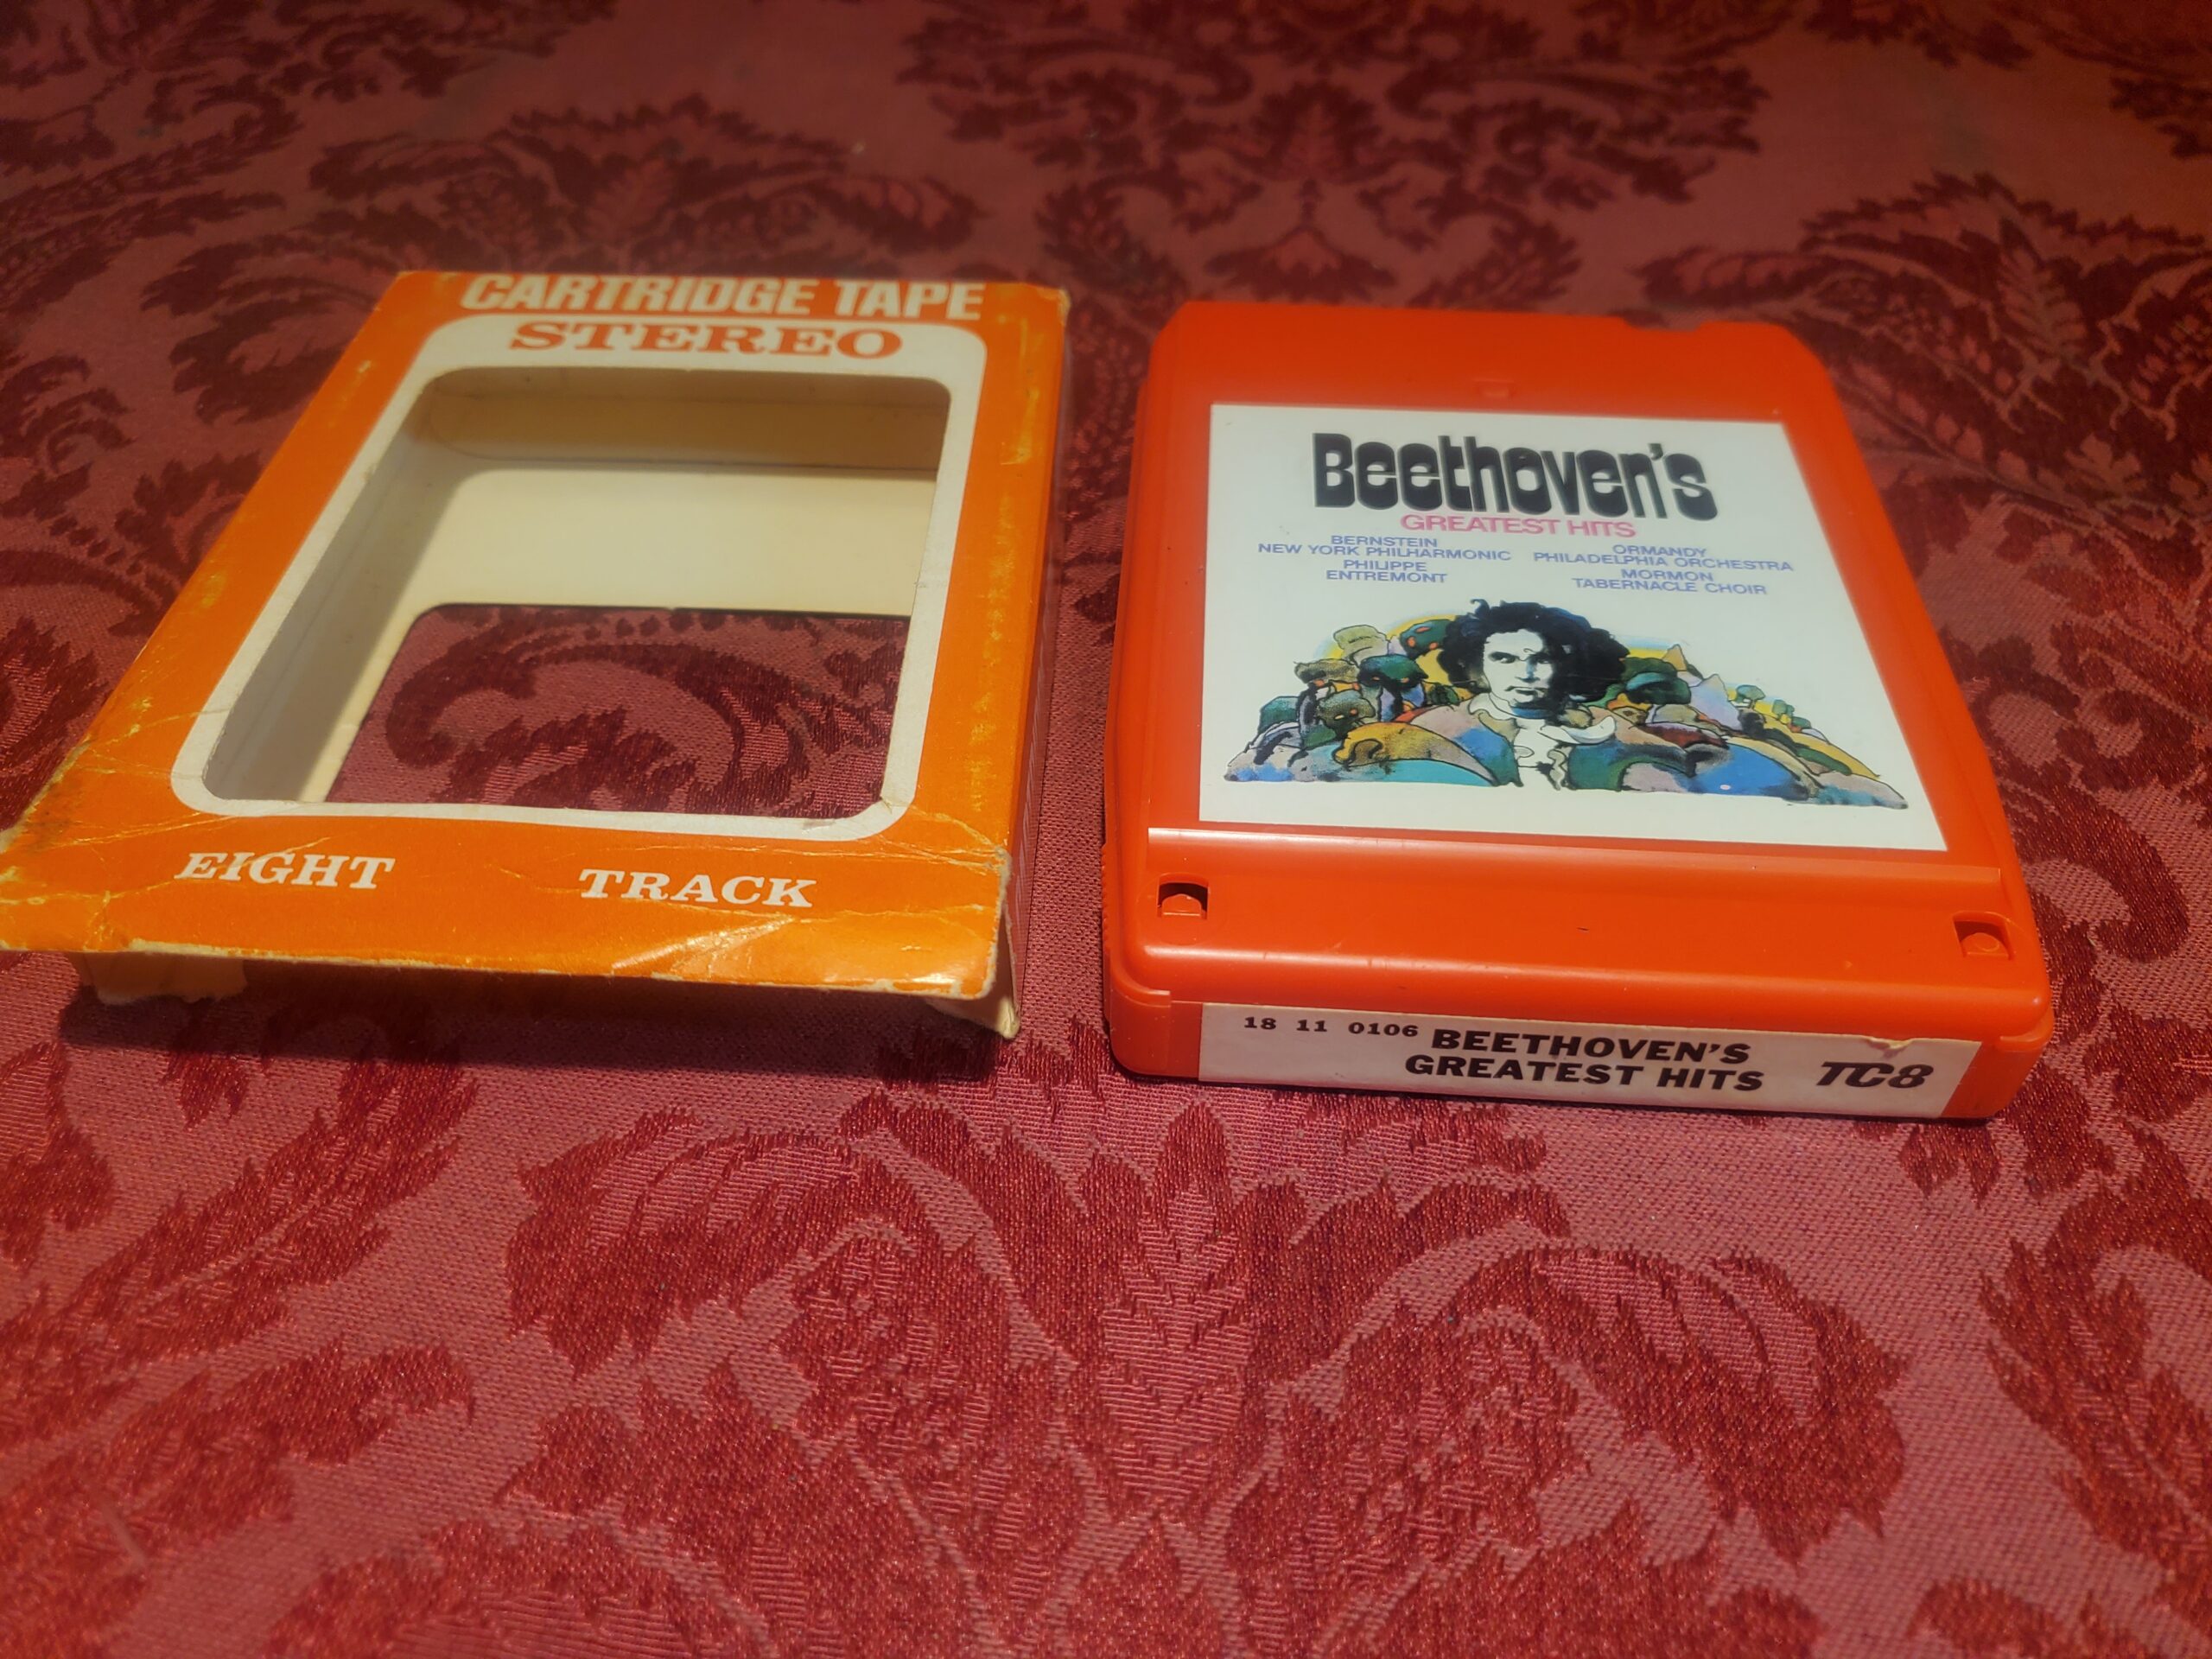 CARTRIDGE TAPE
STEREO
EIGHT TRACK
Beethoven's
GREATEST HITS
BERNSTEIN
NEW YORK PHILHARMONIC
PHILIPPE
ENTREMONT
ORMANDY
PHILADELPHIA ORCHESTRA
MORMON
TABERNACLE CHOIR
18 11 0106 BEETHOVEN'S
GREATEST HITS TC8